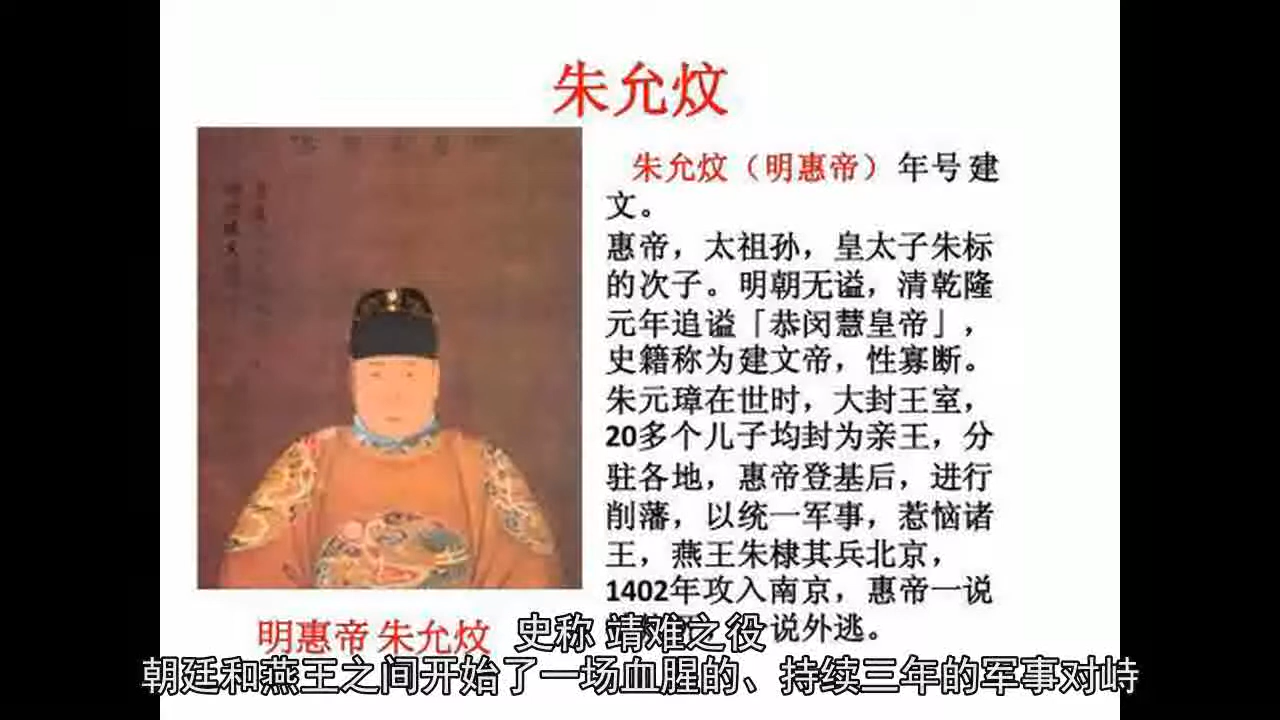 朱允炆
朱允炆（明惠帝）年号建
文。
惠帝，太祖孙，皇太子朱标
的次子。明朝无谥，清乾隆
元年追谥「恭闵慧皇帝」，
史籍称为建文帝，性寡断。
朱元璋在世时，大封王室，
20多个儿子均封为亲王，分
驻各地，惠帝登基后，进行
削藩，以统一军事，惹恼诸
王，燕王朱棣其兵北京，
1402年攻入南京，惠帝一说
说外逃。
明惠帝 朱允炆
史称 靖难之役
朝廷和燕王之间开始了一场血腥的、持续三年的军事对峙